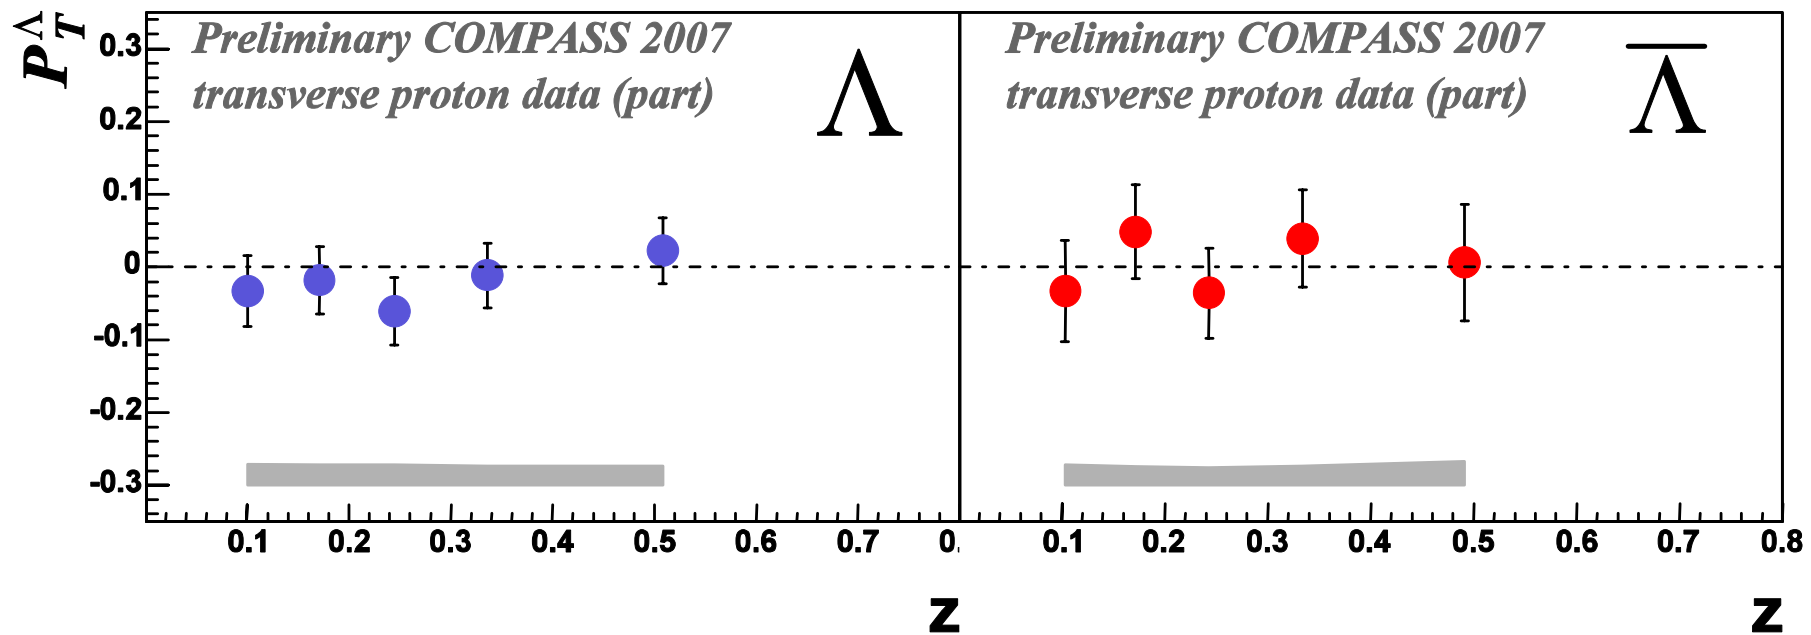 P_T^Λ
Preliminary COMPASS 2007
transverse proton data (part)
Λ
0.3
0.2
0.1
0
-0.1
-0.2
-0.3
0.1 0.2 0.3 0.4 0.5 0.6 0.7 0.
z
Preliminary COMPASS 2007
transverse proton data (part)
Λ̅
0.1 0.2 0.3 0.4 0.5 0.6 0.7 0.8
z